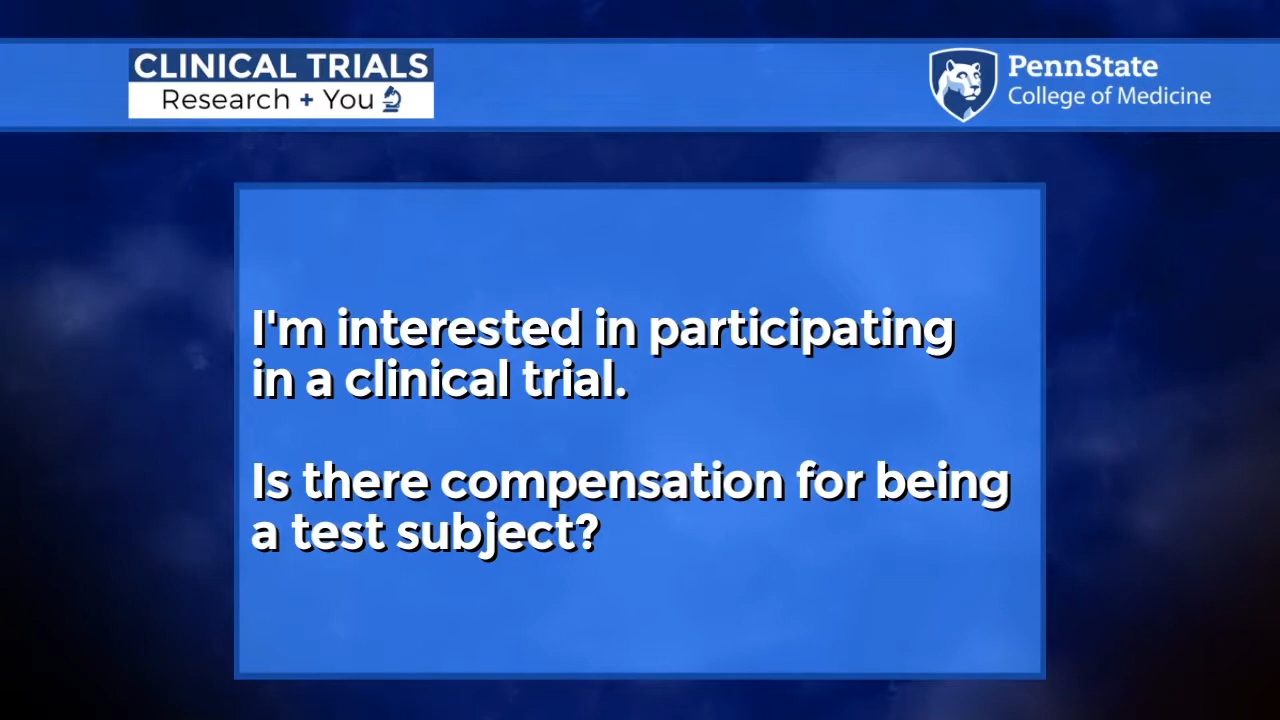 CLINICAL TRIALS
Research + You
PennState
College of Medicine
I'm interested in participating
in a clinical trial.
Is there compensation for being
a test subject?